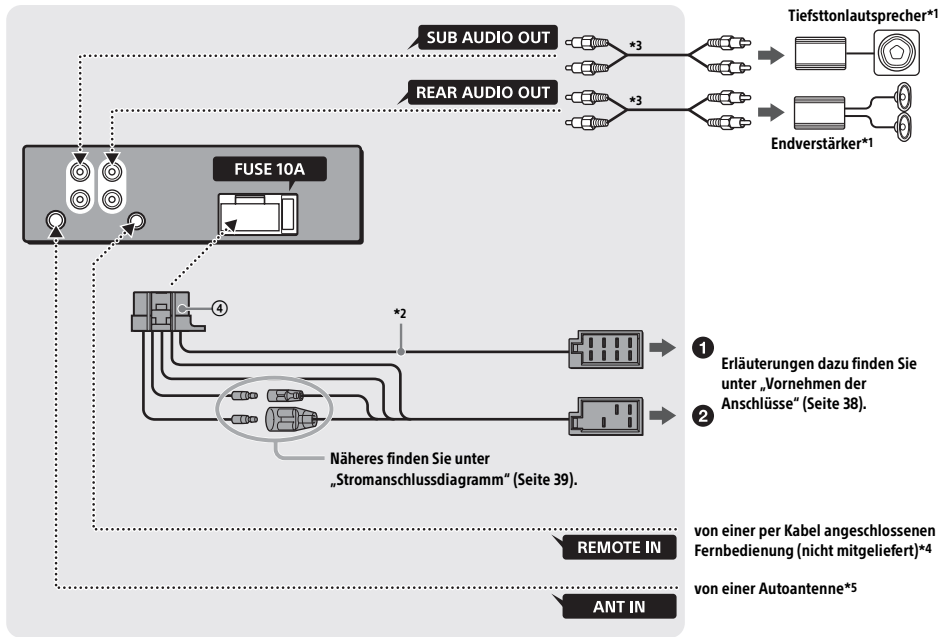 Tiefsttonlautsprecher*1
SUB AUDIO OUT
*3
REAR AUDIO OUT
*3
Endverstärker*1
FUSE 10A
④
*2
❶
Erläuterungen dazu finden Sie
unter „Vornehmen der
Anschlüsse“ (Seite 38).
❷
Näheres finden Sie unter
„Stromanschlussdiagramm“ (Seite 39).
von einer per Kabel angeschlossenen
Fernbedienung (nicht mitgeliefert)*4
REMOTE IN
von einer Autoantenne*5
ANT IN